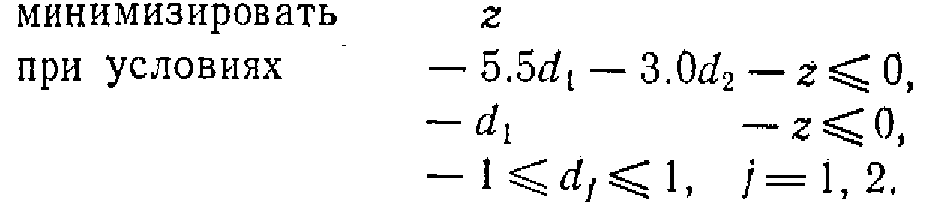 минимизировать z
при условиях − 5.5d₁ − 3.0d₂ − z ⩽ 0,
− d₁ − z ⩽ 0,
− 1 ⩽ dⱼ ⩽ 1, j = 1, 2.